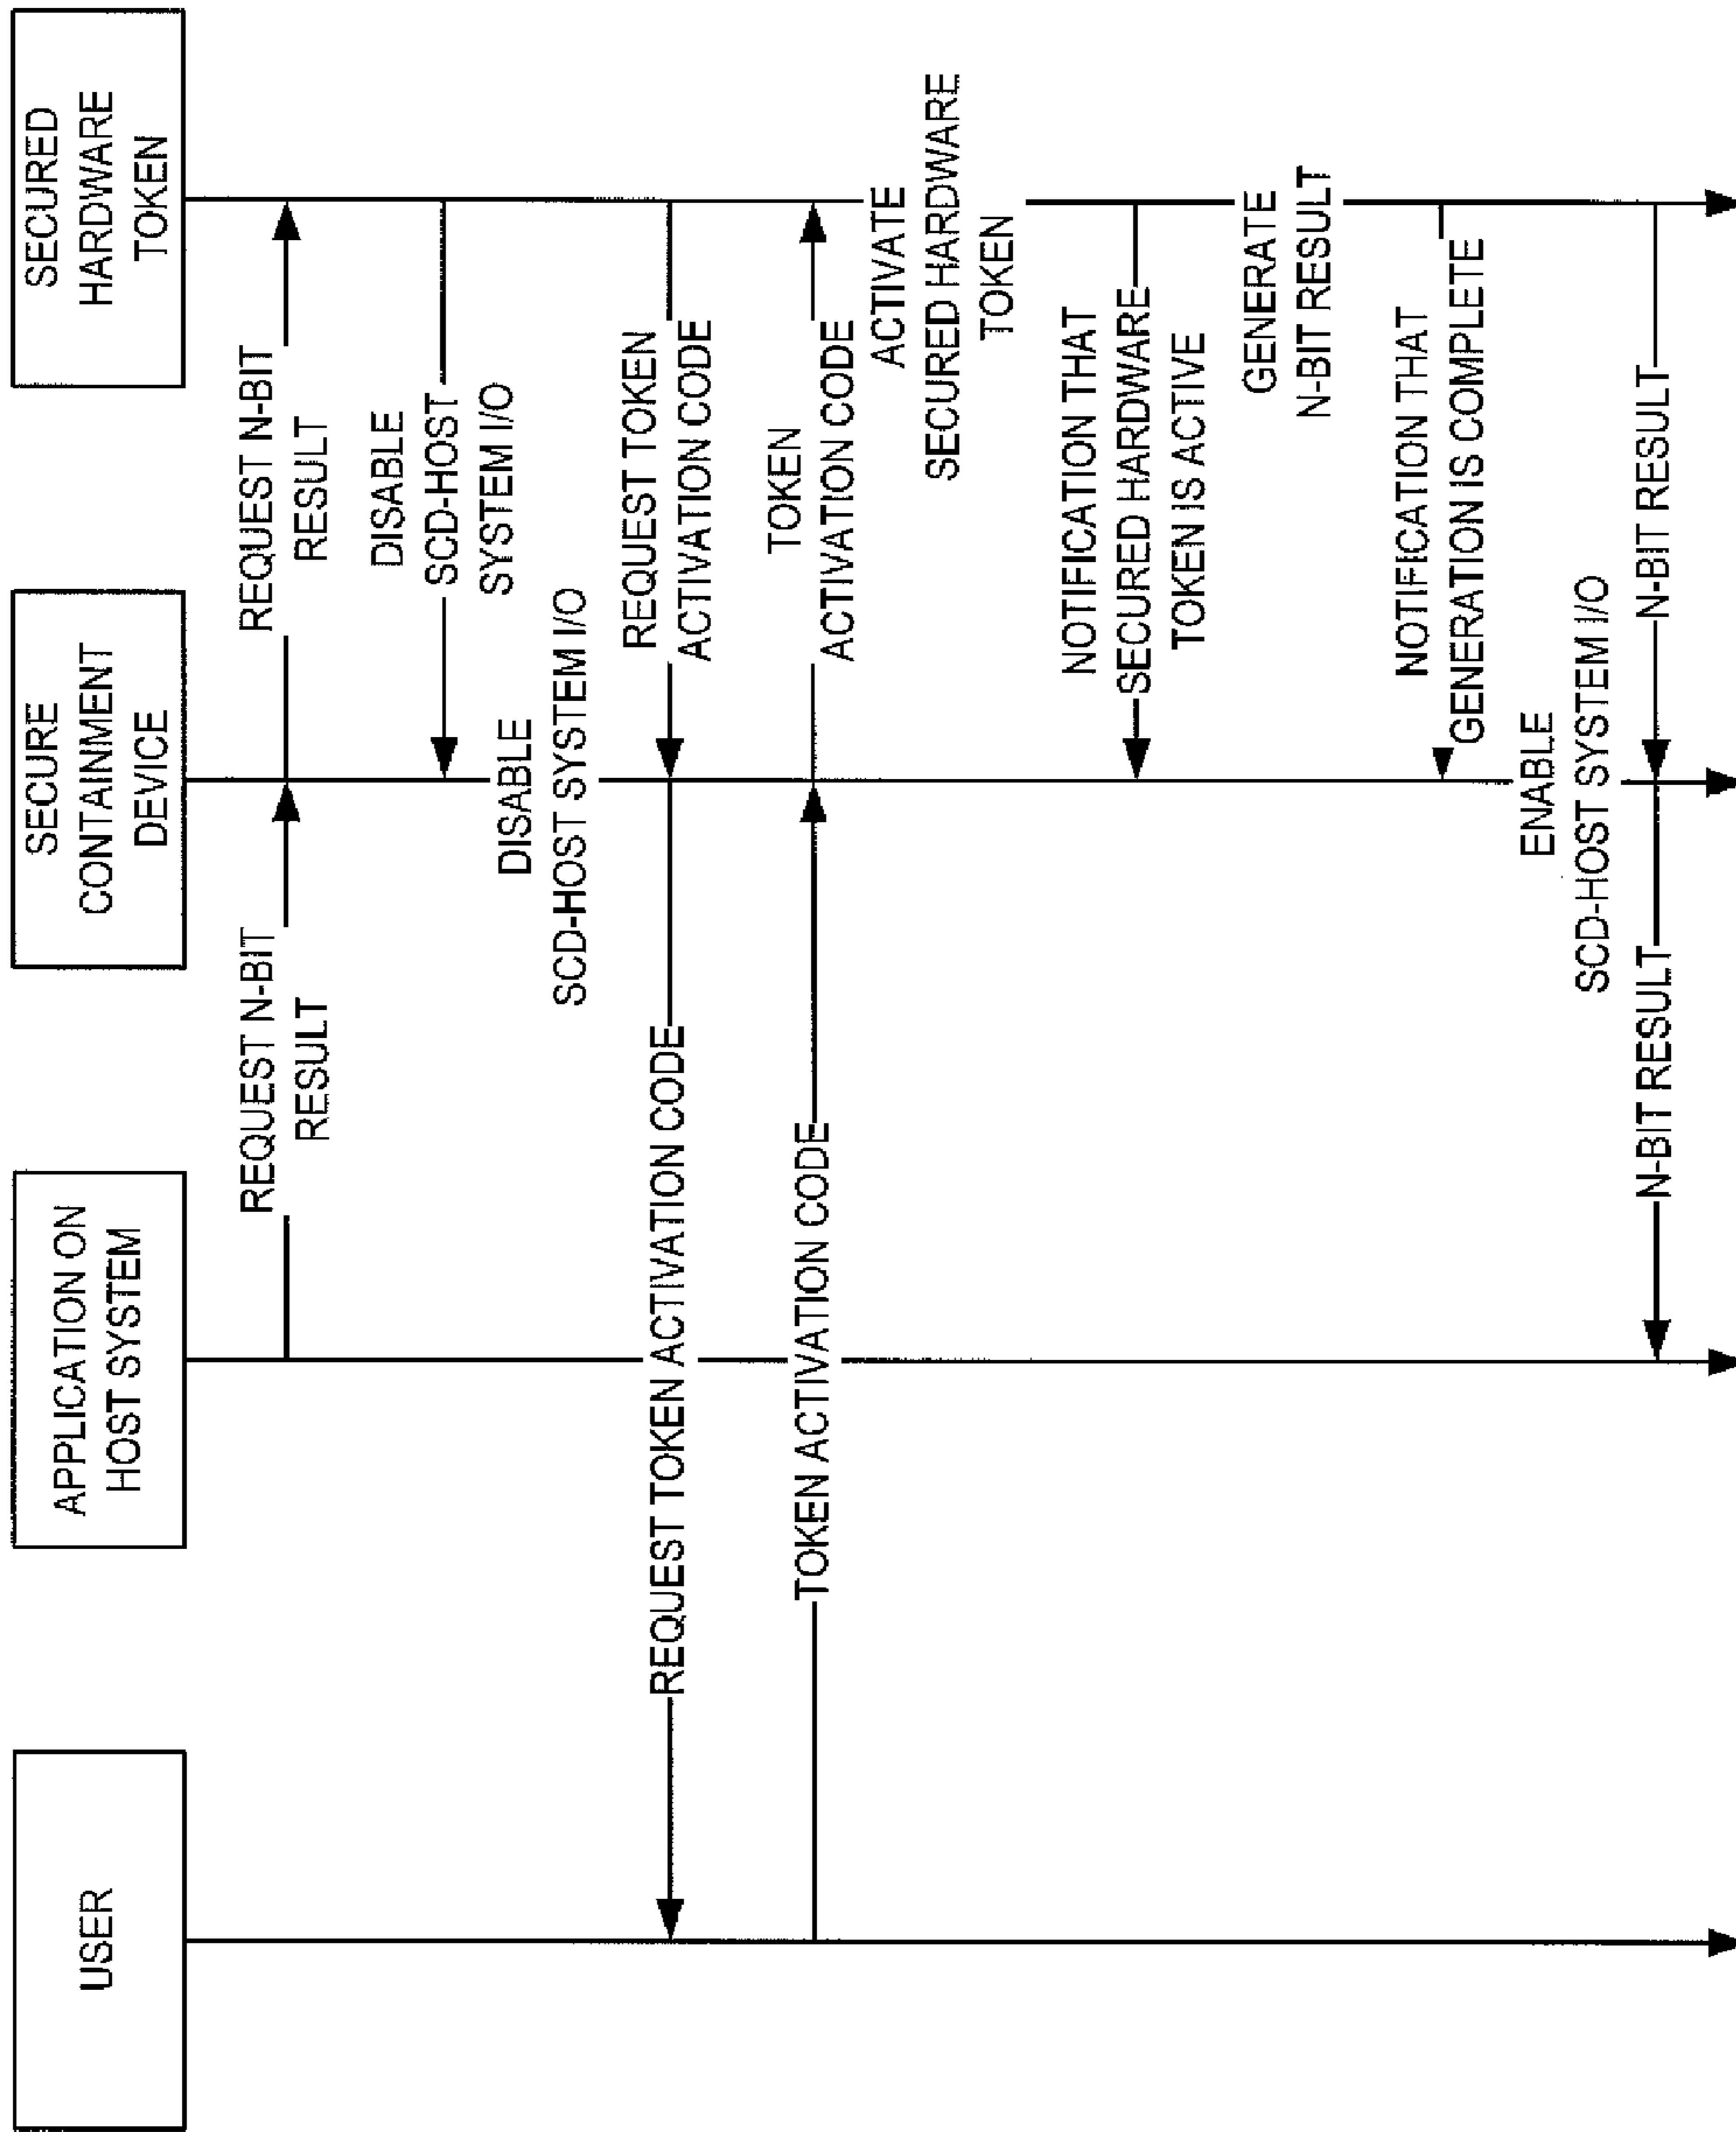 USER
APPLICATION ON
HOST SYSTEM
SECURE
CONTAINMENT
DEVICE
SECURED
HARDWARE
TOKEN
REQUEST N-BIT
RESULT
REQUEST N-BIT
RESULT
DISABLE
SCD-HOST
SYSTEM I/O
DISABLE
SCD-HOST SYSTEM I/O
REQUEST TOKEN
ACTIVATION CODE
REQUEST TOKEN ACTIVATION CODE
TOKEN ACTIVATION CODE
TOKEN
ACTIVATION CODE
ACTIVATE
SECURED HARDWARE
TOKEN
NOTIFICATION THAT
SECURED HARDWARE
TOKEN IS ACTIVE
GENERATE
N-BIT RESULT
NOTIFICATION THAT
GENERATION IS COMPLETE
ENABLE
SCD-HOST SYSTEM I/O
N-BIT RESULT
N-BIT RESULT